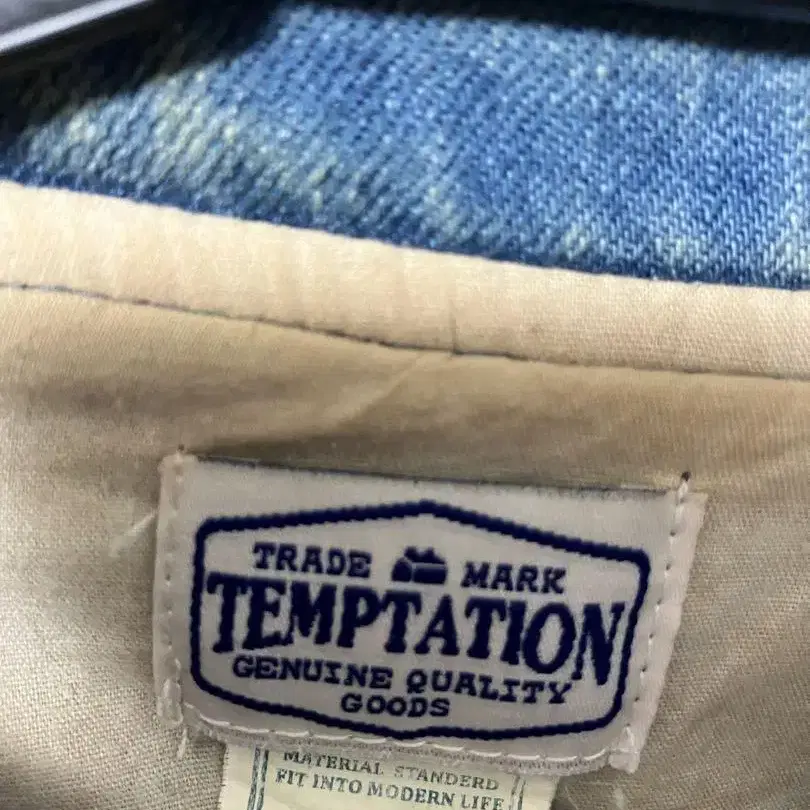 TRADE MARK
TEMPTATION
GENUINE QUALITY
GOODS
MATERIAL STANDERD
FIT INTO MODERN LIFE